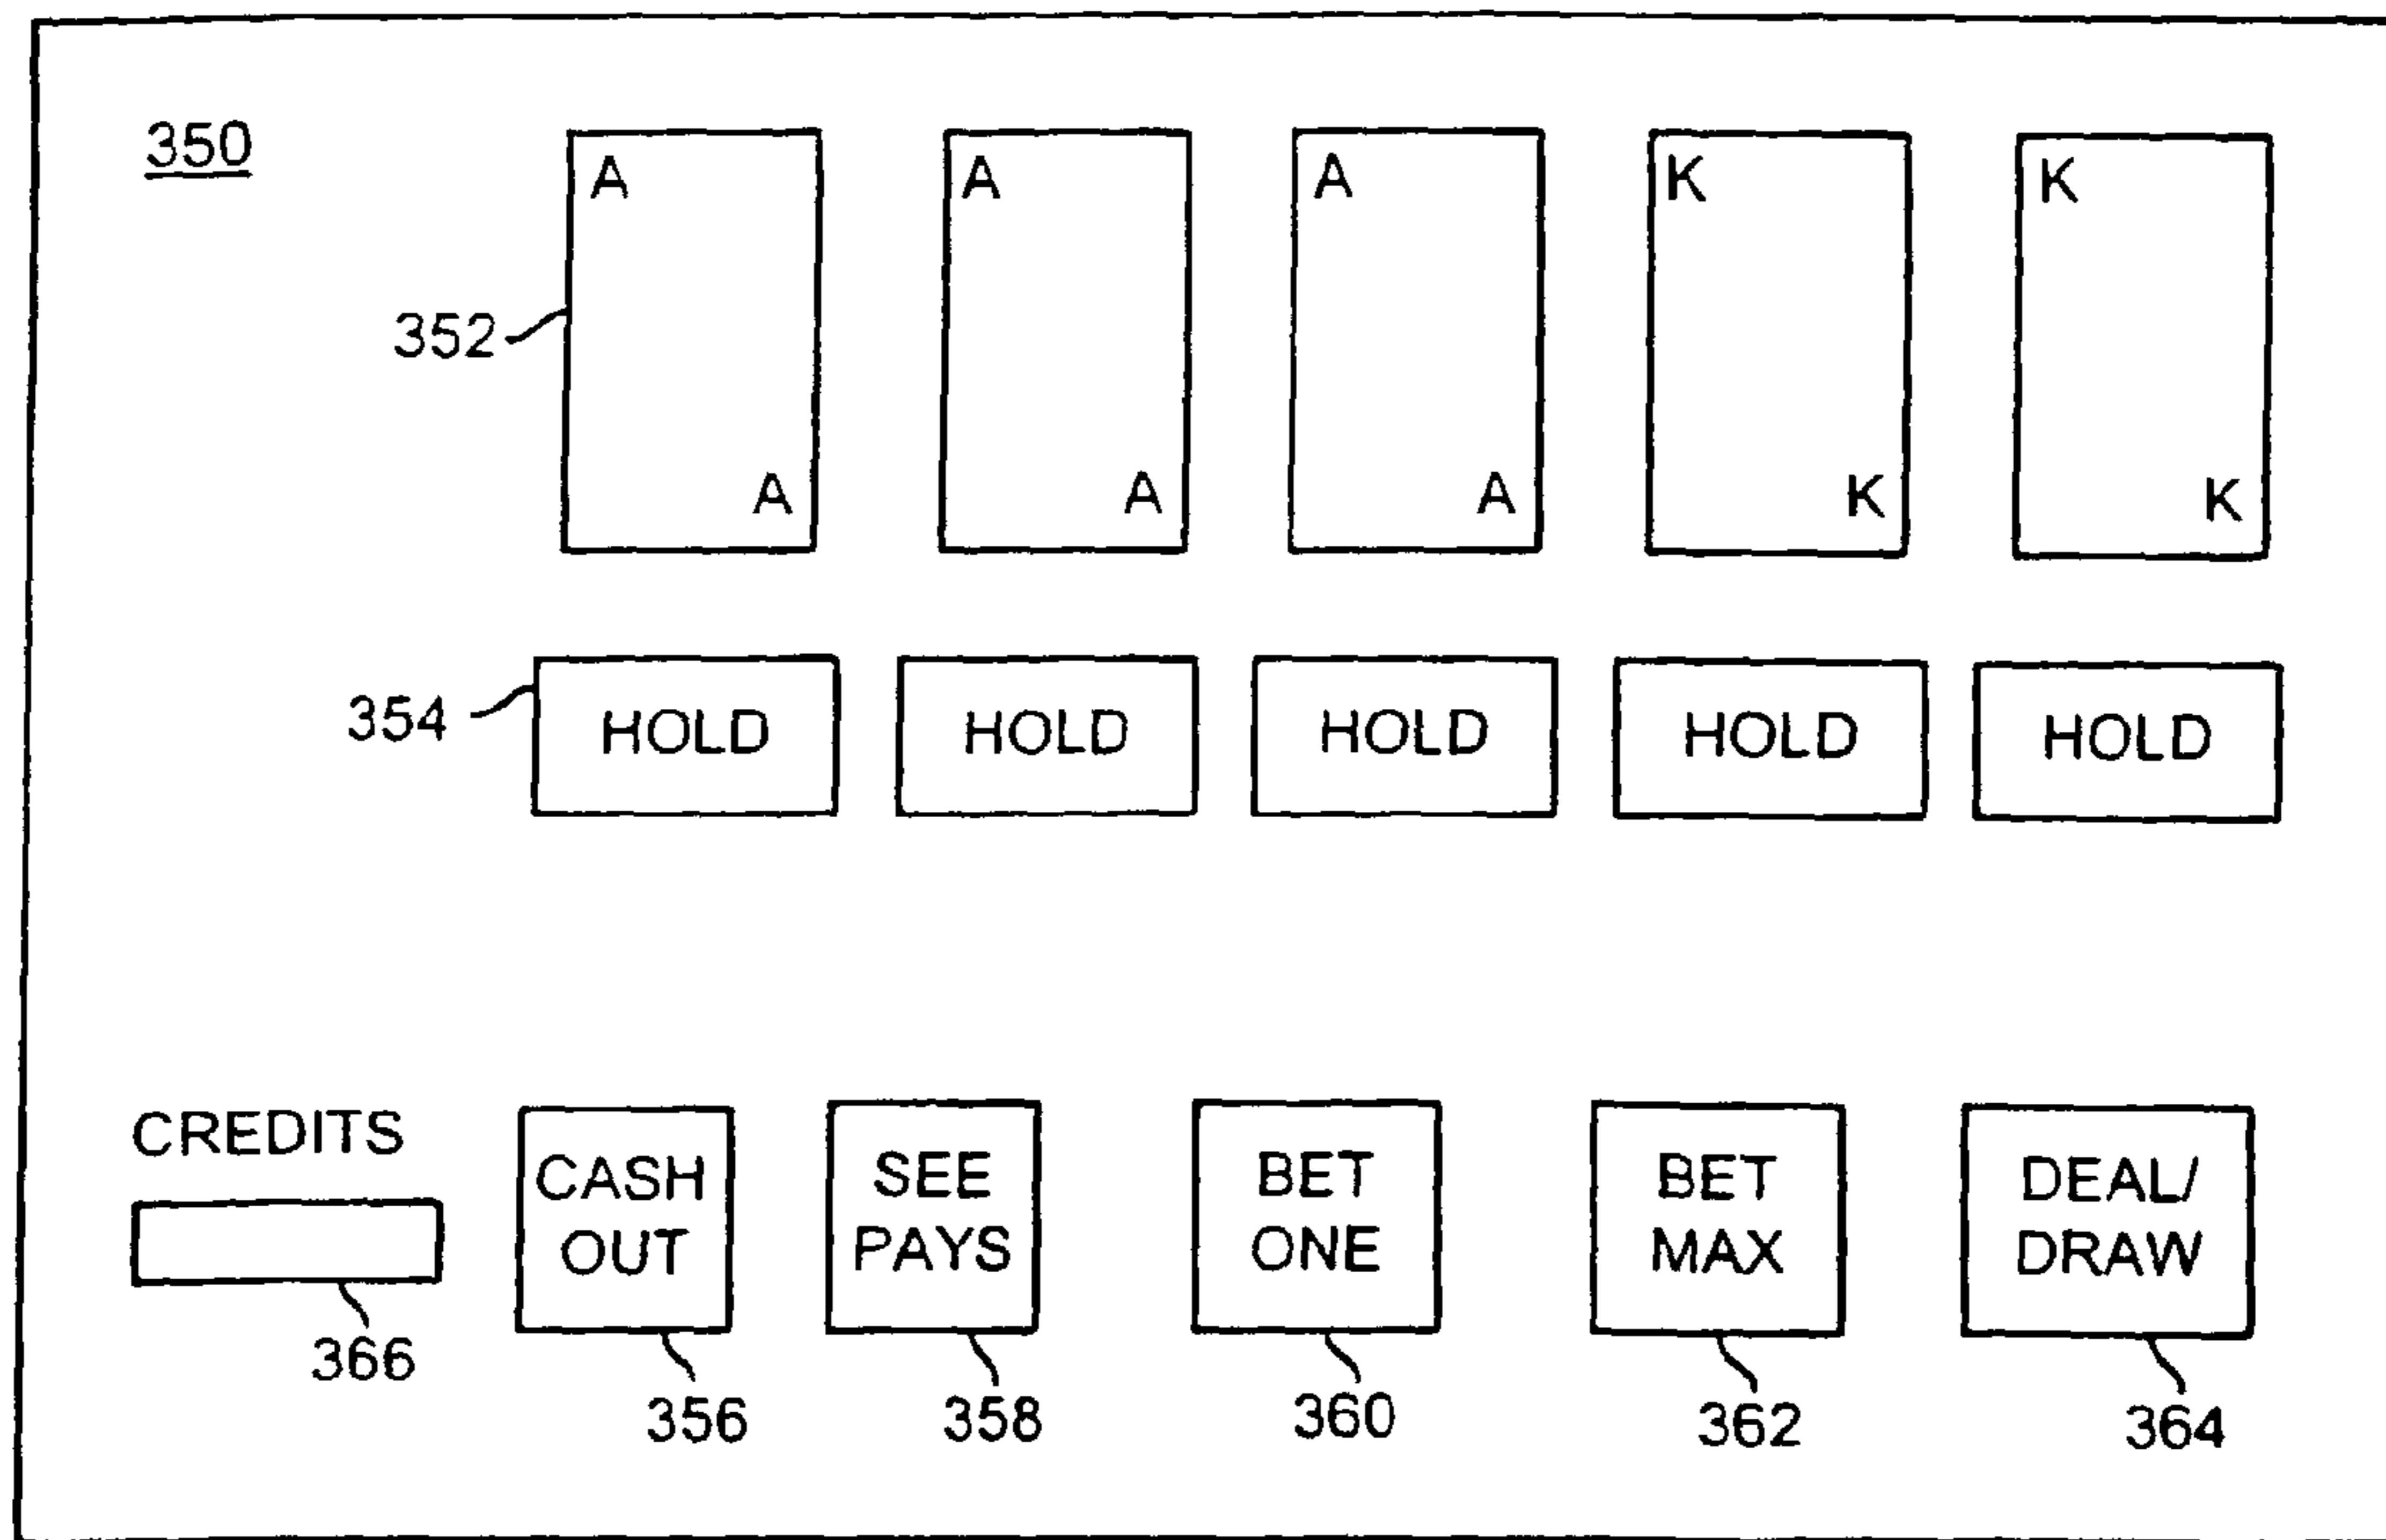 350
A A A K K
352
A A A K K
354 HOLD HOLD HOLD HOLD HOLD
CREDITS
CASH OUT
SEE PAYS
BET ONE
BET MAX
DEAL/ DRAW
366
356
358
360
362
364